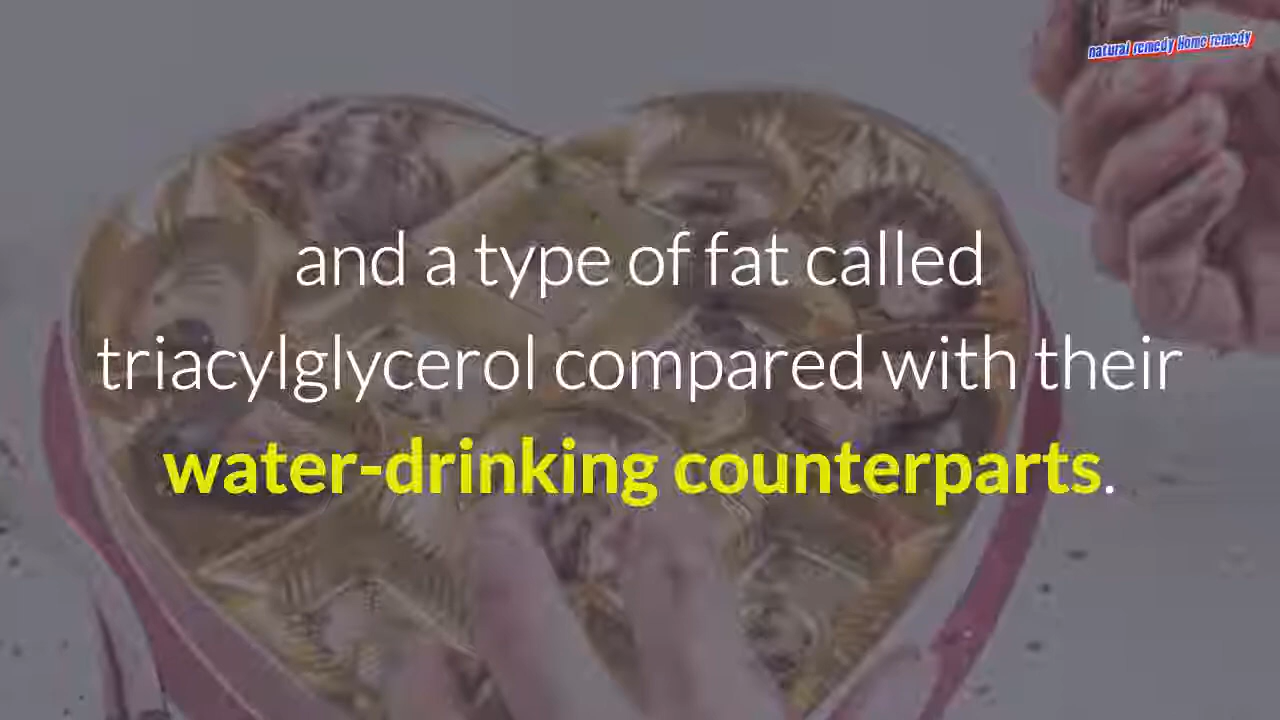 natural remedy Home remedy
and a type of fat called
triacylglycerol compared with their
water-drinking counterparts.